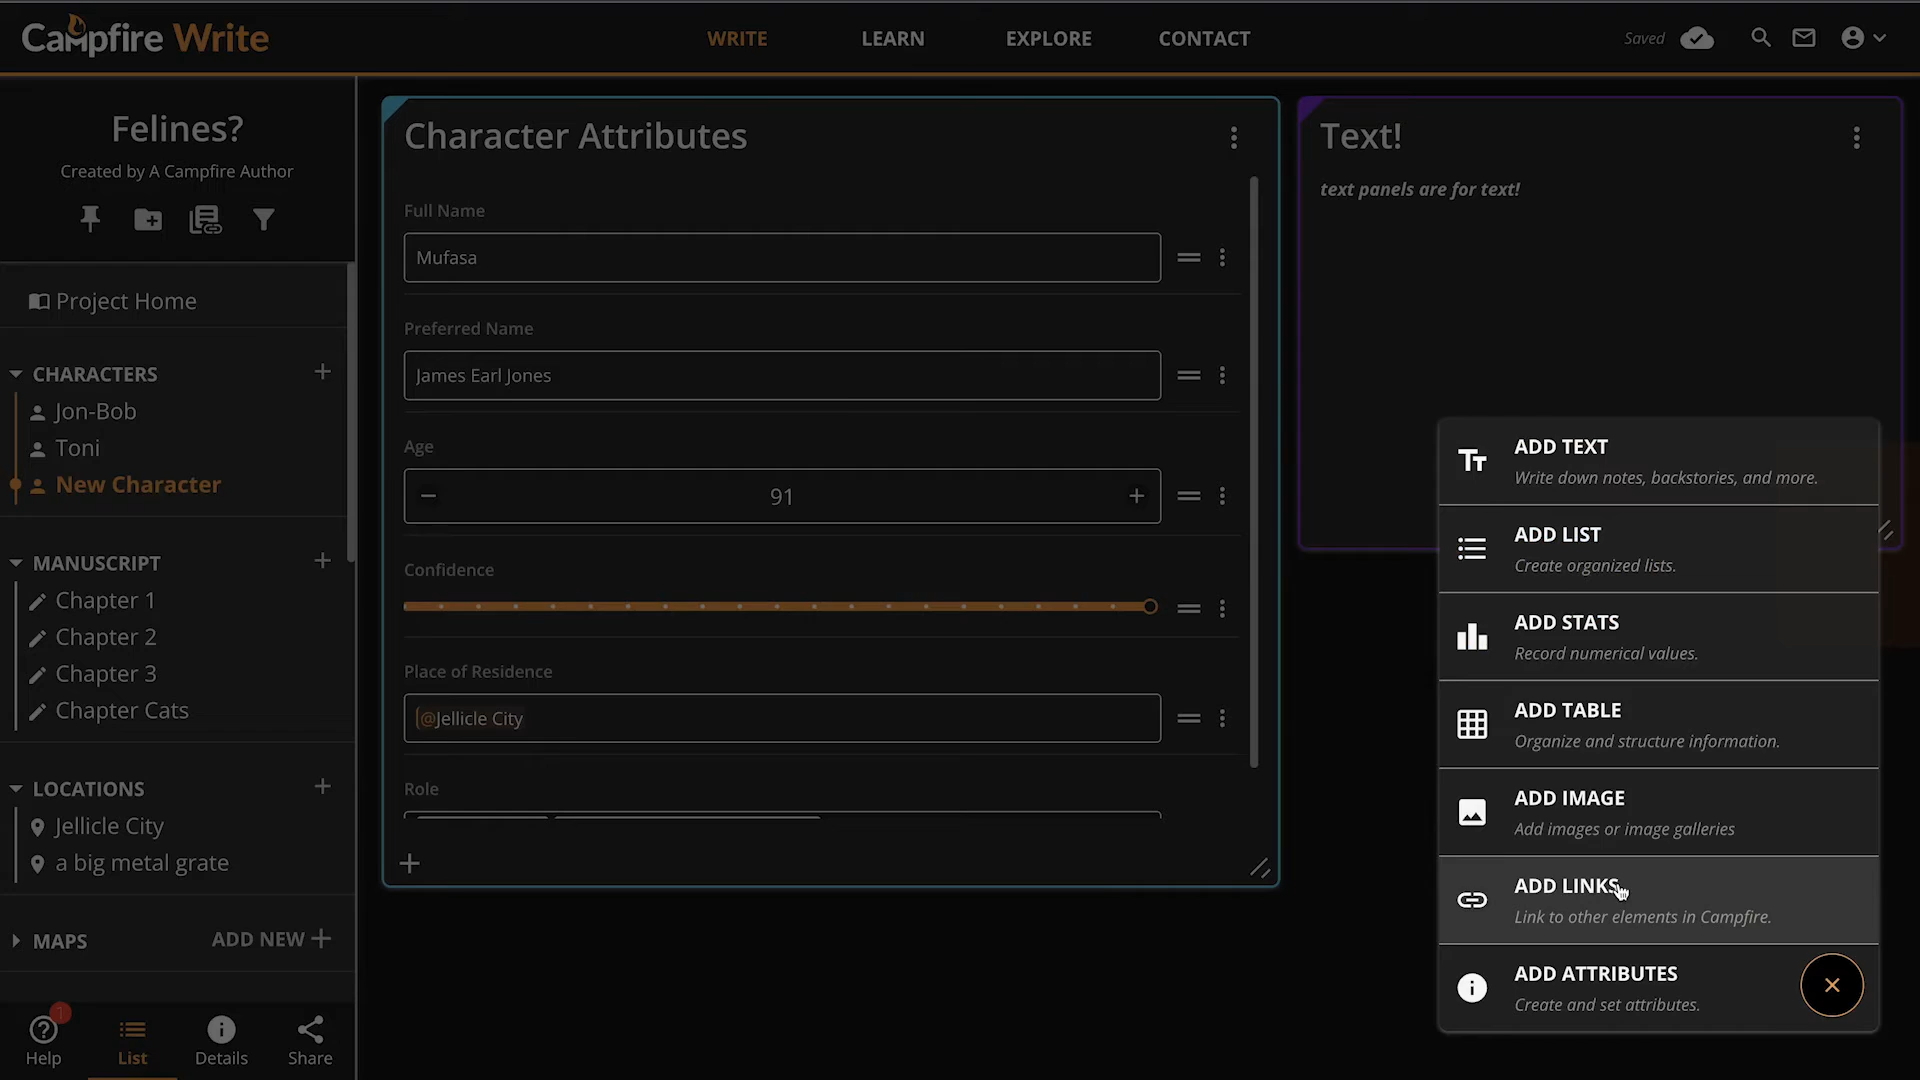 Campfire Write
WRITE
LEARN
EXPLORE
CONTACT
Saved
Felines?
Created by A Campfire Author
Project Home
CHARACTERS
Jon-Bob
Toni
New Character
MANUSCRIPT
Chapter 1
Chapter 2
Chapter 3
Chapter Cats
LOCATIONS
Jellicle City
a big metal grate
MAPS
ADD NEW
1
Help
List
Details
Share
Character Attributes
Full Name
Mufasa
Preferred Name
James Earl Jones
Age
91
Confidence
Place of Residence
@Jellicle City
Role
Text!
text panels are for text!
ADD TEXT
Write down notes, backstories, and more.
ADD LIST
Create organized lists.
ADD STATS
Record numerical values.
ADD TABLE
Organize and structure information.
ADD IMAGE
Add images or image galleries
ADD LINKS
Link to other elements in Campfire.
ADD ATTRIBUTES
Create and set attributes.